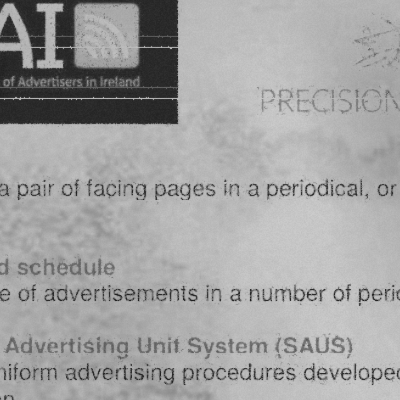 AI
of Advertisers in Ireland
PRECISION
a pair of facing pages in a periodical, or
d schedule
e of advertisements in a number of peri
Advertising Unit System (SAUS)
niform advertising procedures develope